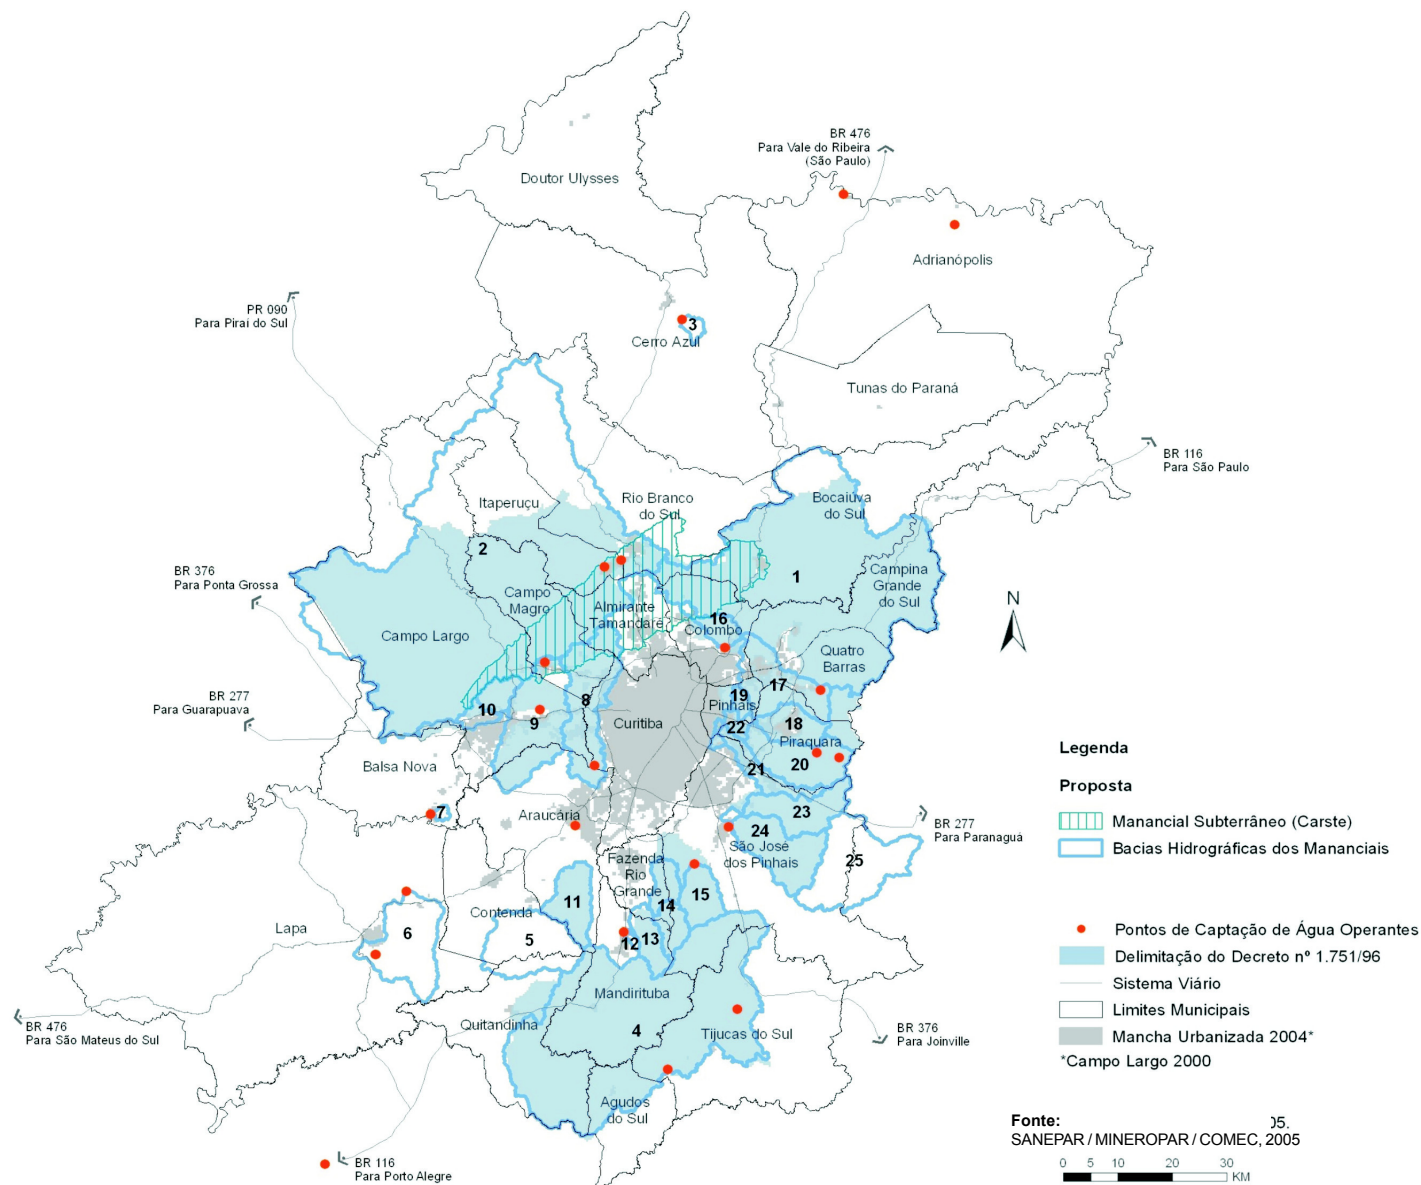 BR 476
Para Vale do Ribeira
(São Paulo)
Doutor Ulysses
Adrianópolis
PR 090
Para Piraí do Sul
3
Cerro Azul
Tunas do Paraná
BR 116
Para São Paulo
Itaperuçu
Rio Branco
do Sul
Bocaiúva
do Sul
2
BR 376
Para Ponta Grossa
1
Campina
Grande
do Sul
Campo
Magro
Almirante
Tamandaré
N
16
Colombo
Campo Largo
Quatro
Barras
17
BR 277
Para Guarapuava
8
19
Pinhais
10
9
Curitiba
18
22
Piraquara
20
21
Balsa Nova
Legenda
Proposta
7
Araucária
23
BR 277
Para Paranaguá
Manancial Subterrâneo (Carste)
24
São José
dos Pinhais
Bacias Hidrográficas dos Mananciais
Fazenda
Rio
Grande
25
15
11
14
Contenda
Lapa
6
5
12
13
Pontos de Captação de Água Operantes
Delimitação do Decreto nº 1.751/96
Sistema Viário
Mandirituba
Limites Municipais
BR 476
Para São Mateus do Sul
Quitandinha
4
Tijucas do Sul
BR 376
Para Joinville
Mancha Urbanizada 2004*
*Campo Largo 2000
Agudos
do Sul
Fonte:
05.
SANEPAR / MINEROPAR / COMEC, 2005
BR 116
Para Porto Alegre
0 5 10 20 30
KM